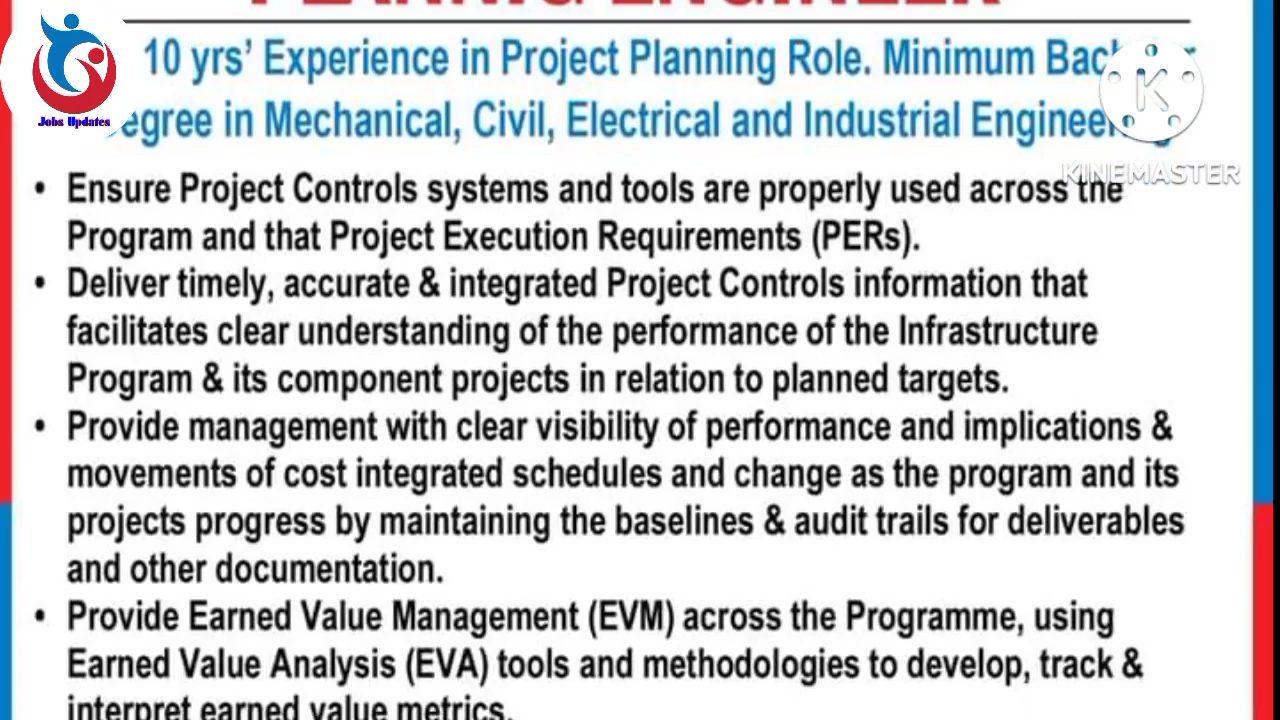 ENGINEER
10 yrs' Experience in Project Planning Role. Minimum
Degree in Mechanical, Civil, Electrical and Industrial Engineering
Jobs Updates
K
KINEMASTER
• Ensure Project Controls systems and tools are properly used across the
Program and that Project Execution Requirements (PERs).
• Deliver timely, accurate & integrated Project Controls information that
facilitates clear understanding of the performance of the Infrastructure
Program & its component projects in relation to planned targets.
• Provide management with clear visibility of performance and implications &
movements of cost integrated schedules and change as the program and its
projects progress by maintaining the baselines & audit trails for deliverables
and other documentation.
• Provide Earned Value Management (EVM) across the Programme, using
Earned Value Analysis (EVA) tools and methodologies to develop, track &
interpret earned value metrics.